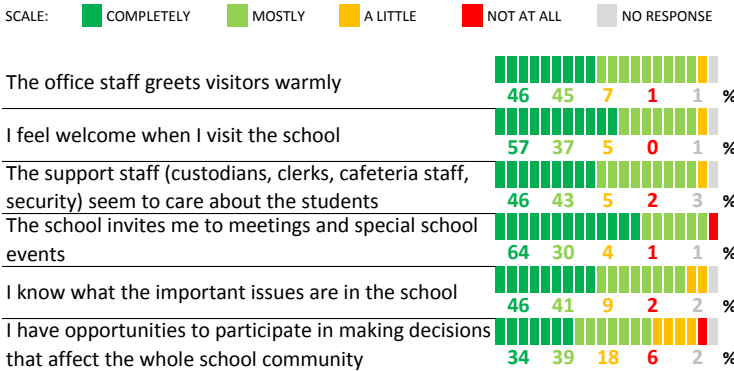 SCALE: COMPLETELY MOSTLY A LITTLE NOT AT ALL NO RESPONSE
The office staff greets visitors warmly
46 45 7 1 1 %
I feel welcome when I visit the school
57 37 5 0 1 %
The support staff (custodians, clerks, cafeteria staff,
security) seem to care about the students
46 43 5 2 3 %
The school invites me to meetings and special school
events
64 30 4 1 1 %
I know what the important issues are in the school
46 41 9 2 2 %
I have opportunities to participate in making decisions
that affect the whole school community
34 39 18 6 2 %